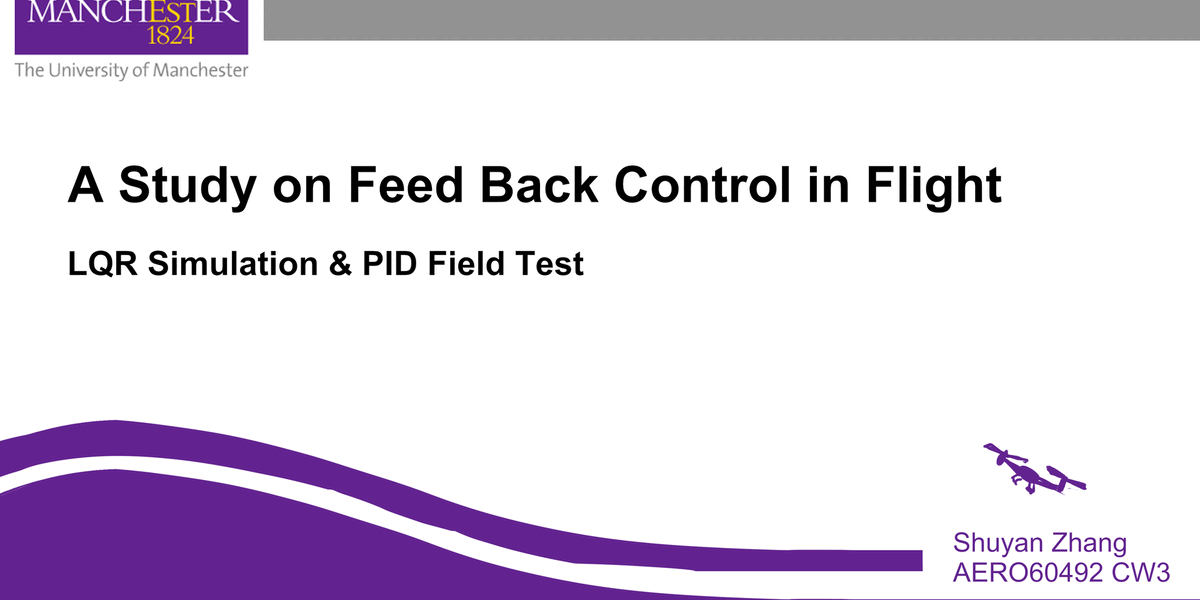 MANCHESTER
1824
The University of Manchester
A Study on Feed Back Control in Flight
LQR Simulation & PID Field Test
Shuyan Zhang
AERO60492 CW3